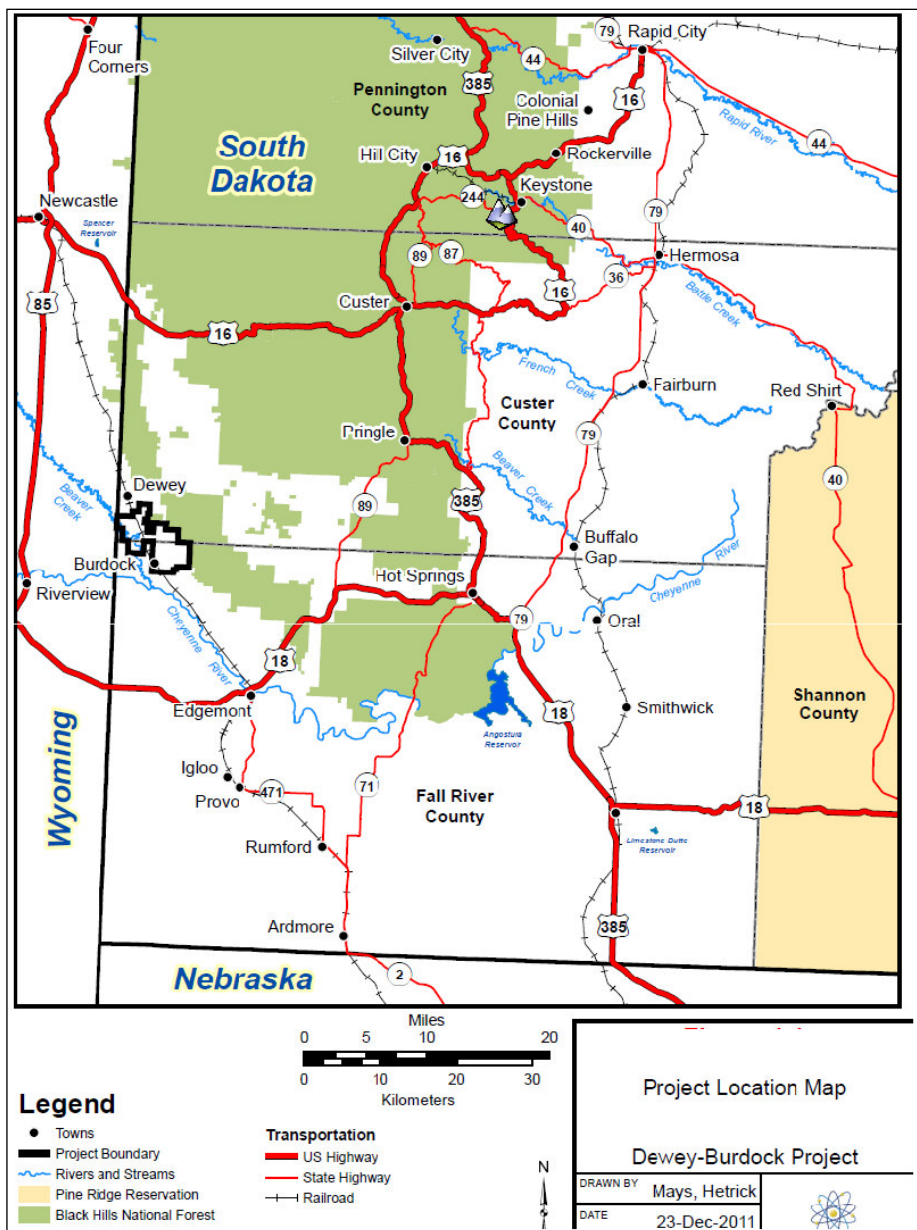 Four
Corners
Silver City
44
79
Rapid City
385
Pennington
County
Colonial
Pine Hills
16
Rapid River
44
South
Dakota
Hill City
16
Rockerville
Newcastle
Spencer
Reservoir
244
Keystone
40
79
89
87
Hermosa
36
85
Custer
16
16
Battle Creek
French Creek
Fairburn
Red Shirt
Custer
County
Pringle
79
40
Dewey
Beaver
Creek
89
Beaver Creek
385
Burdock
Buffalo
Gap
Riverview
Hot Springs
Cheyenne
River
79
Oral
Cheyenne
River
18
Shannon
County
Edgemont
18
Smithwick
Angostura
Reservoir
Wyoming
Igloo
Provo
471
71
Fall River
County
18
Rumford
Limestone Butte
Reservoir
Ardmore
385
Nebraska
2
Miles
0 5 10 20
0 10 20 30
Kilometers
Legend
Towns
Project Boundary
Rivers and Streams
Pine Ridge Reservation
Black Hills National Forest
Transportation
US Highway
State Highway
Railroad
N
Project Location Map
Dewey-Burdock Project
DRAWN BY Mays, Hetrick
DATE 23-Dec-2011